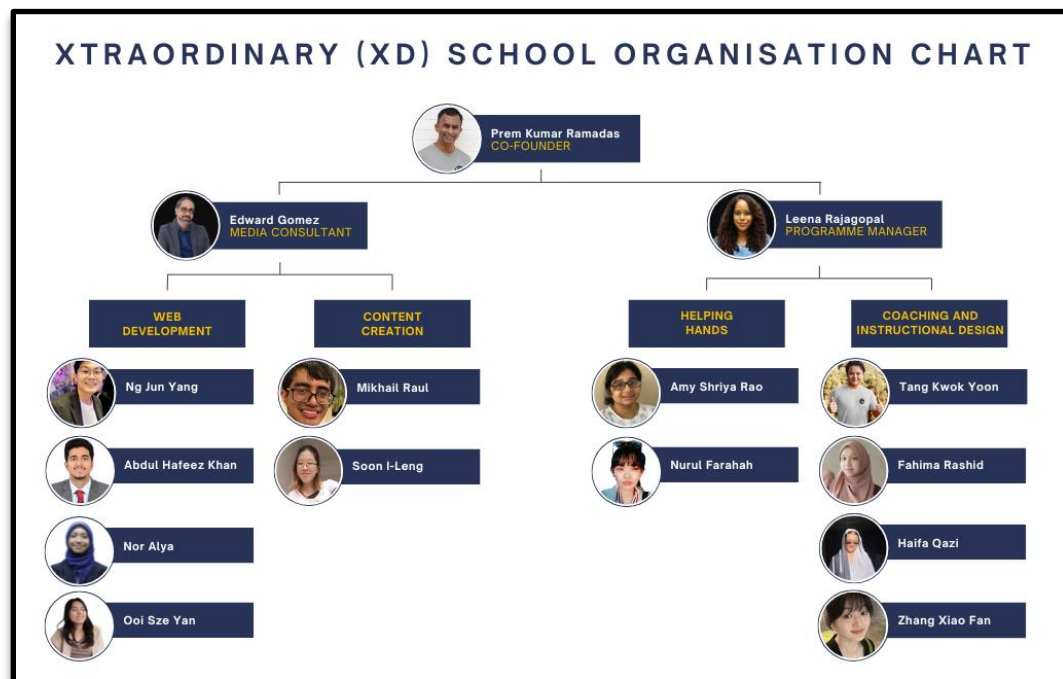 XTRAORDINARY (XD) SCHOOL ORGANISATION CHART
Prem Kumar Ramadas
CO-FOUNDER
Edward Gomez
MEDIA CONSULTANT
Leena Rajagopal
PROGRAMME MANAGER
WEB
DEVELOPMENT
CONTENT
CREATION
HELPING
HANDS
COACHING AND
INSTRUCTIONAL DESIGN
Ng Jun Yang
Mikhail Raul
Amy Shriya Rao
Tang Kwok Yoon
Abdul Hafeez Khan
Soon I-Leng
Nurul Farahah
Fahima Rashid
Nor Alya
Haifa Qazi
Ooi Sze Yan
Zhang Xiao Fan